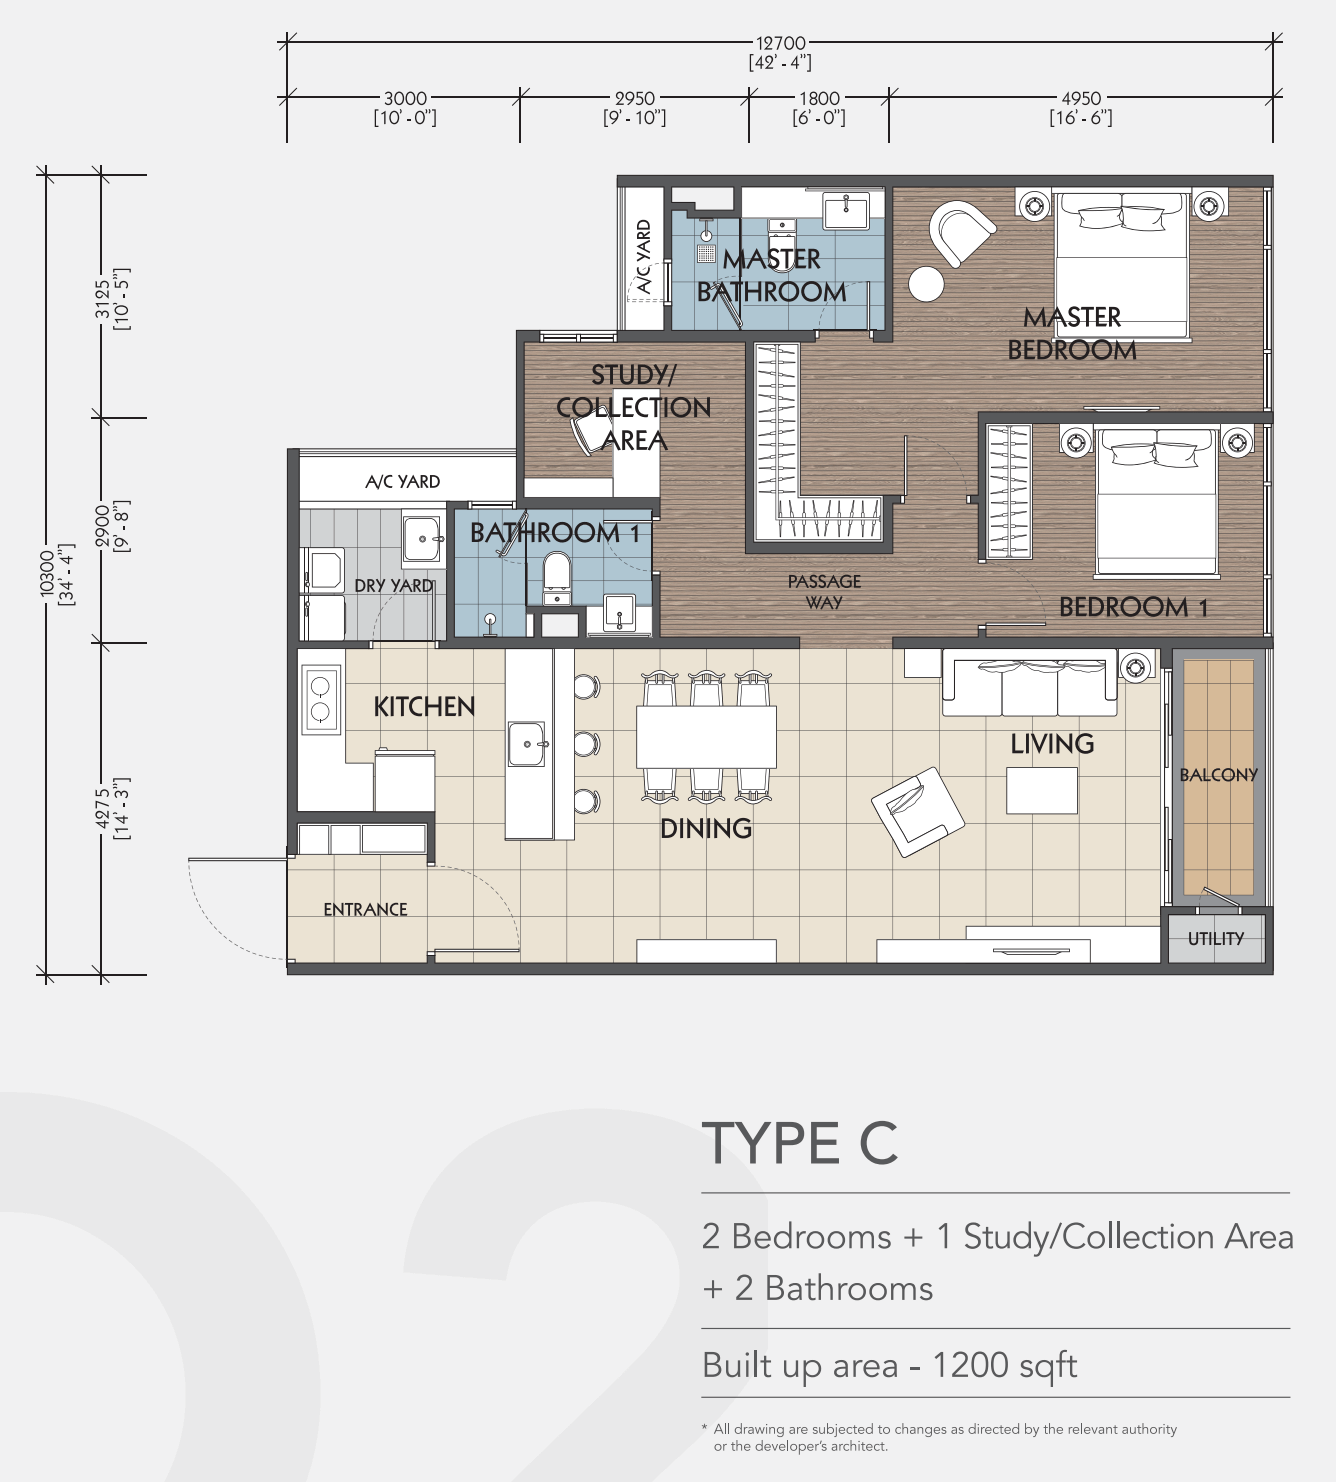 12700
[42' - 4"]
3000
[10' - 0"]
2950
[9' - 10"]
1800
[6' - 0"]
4950
[16' - 6"]
10300
[34' - 4"]
3125
[10' - 5"]
2900
[9' - 8"]
4275
[14' - 3"]
A/C YARD
MASTER
BATHROOM
MASTER
BEDROOM
STUDY/
COLLECTION
AREA
A/C YARD
BATHROOM 1
DRY YARD
PASSAGE
WAY
BEDROOM 1
KITCHEN
LIVING
BALCONY
DINING
ENTRANCE
UTILITY
02
TYPE C
2 Bedrooms + 1 Study/Collection Area
+ 2 Bathrooms
Built up area - 1200 sqft
* All drawing are subjected to changes as directed by the relevant authority
or the developer's architect.